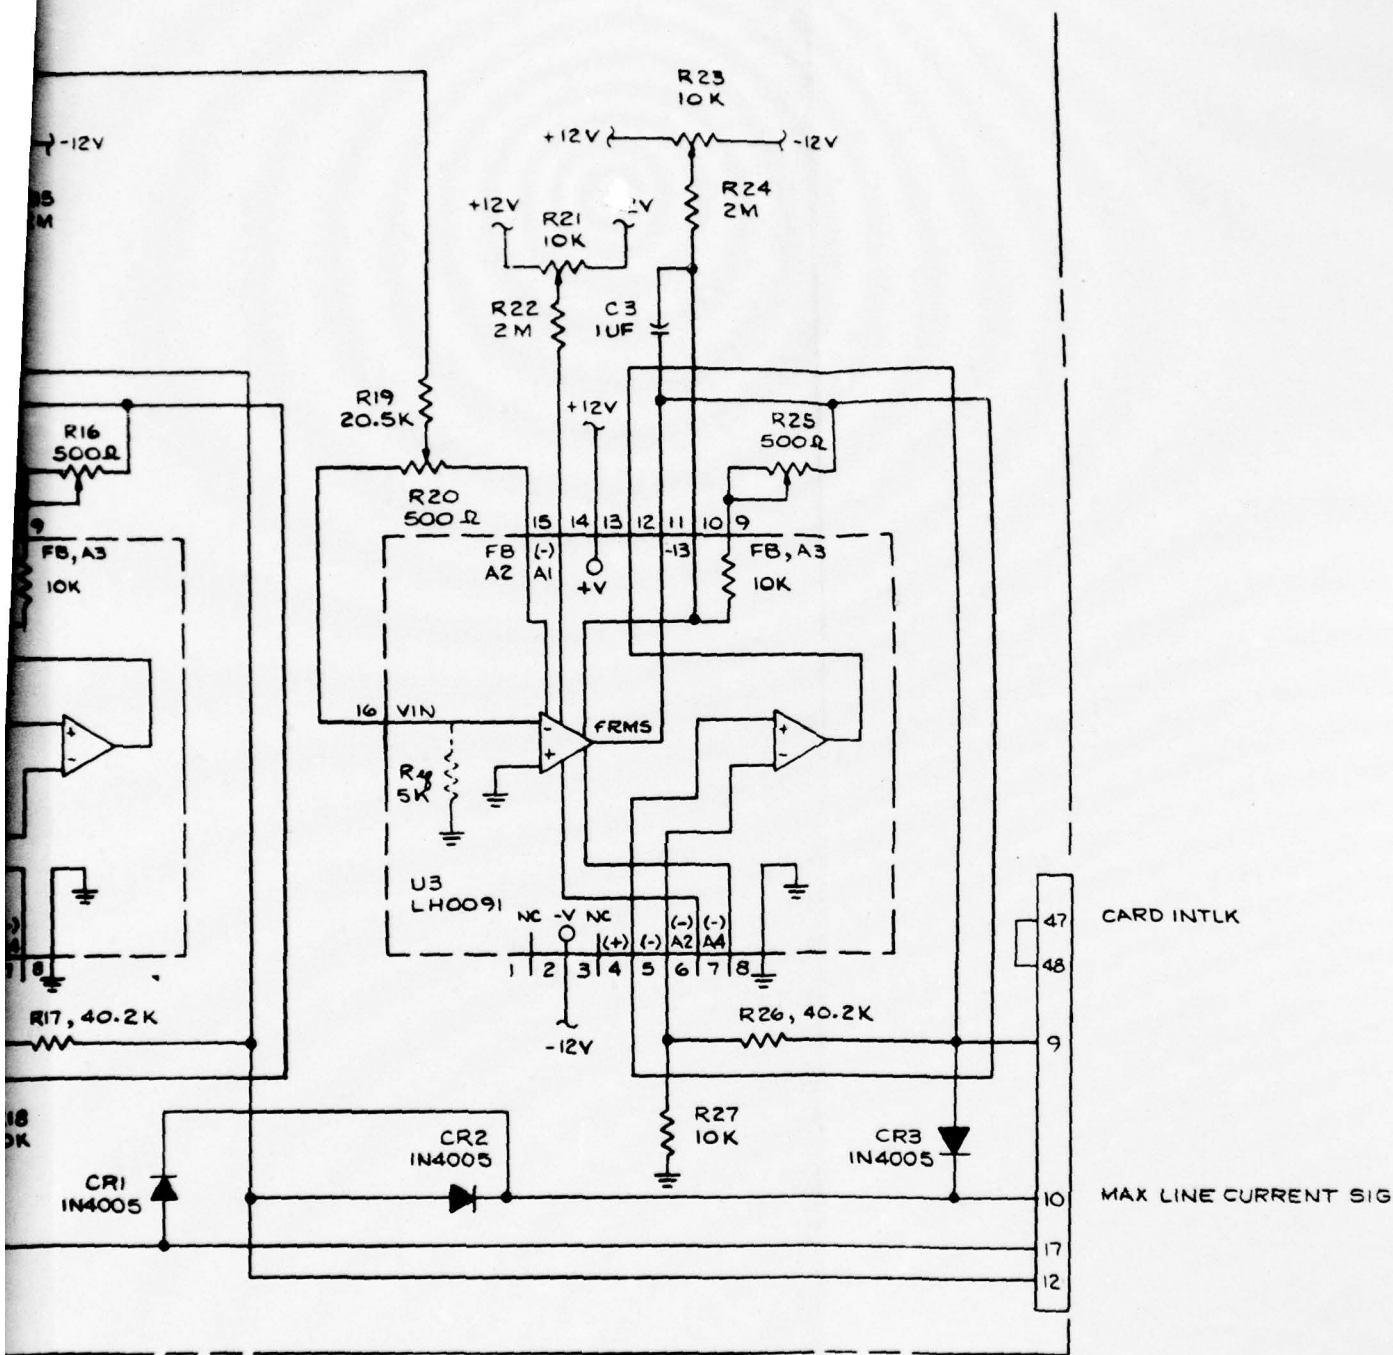 R23
10K
-12V
+12V
-12V
R24
2M
+12V
R21
10K
R22
2M
C3
1UF
R19
20.5K
+12V
R16
500Ω
R25
500Ω
R20
500Ω
9
15
14
13
12
11
10
9
FB, A3
10K
FB
A2
(-)
A1
+V
-13
FB, A3
10K
16
VIN
-
+
FRMS
+
-
+
-
5K
U3
LH0091
NC
-V
NC
(+)
(-)
(-)
A2
(-)
A4
1
2
3
4
5
6
7
8
8
47
CARD INTLK
48
R17, 40.2K
-12V
R26, 40.2K
9
R27
10K
CR2
1N4005
CR3
1N4005
CR1
1N4005
10
MAX LINE CURRENT SIG
17
12